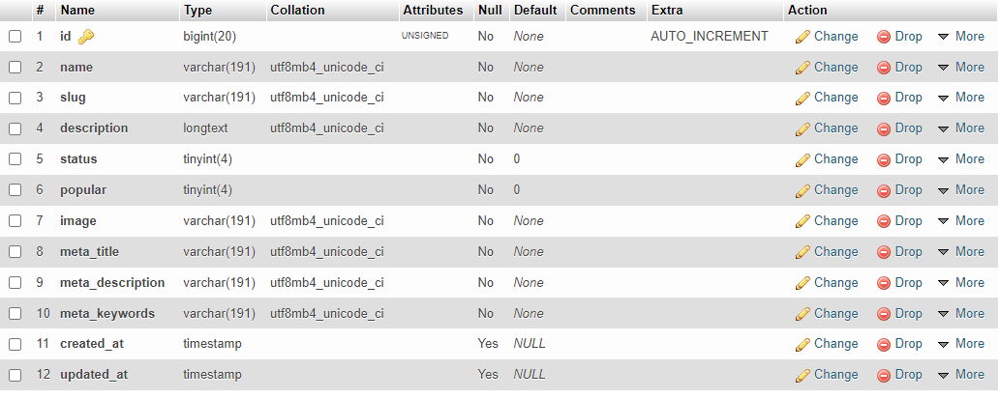 # Name Type Collation Attributes Null Default Comments Extra Action
1 id bigint(20) UNSIGNED No None AUTO_INCREMENT Change Drop More
2 name varchar(191) utf8mb4_unicode_ci No None Change Drop More
3 slug varchar(191) utf8mb4_unicode_ci No None Change Drop More
4 description longtext utf8mb4_unicode_ci No None Change Drop More
5 status tinyint(4) No 0 Change Drop More
6 popular tinyint(4) No 0 Change Drop More
7 image varchar(191) utf8mb4_unicode_ci No None Change Drop More
8 meta_title varchar(191) utf8mb4_unicode_ci No None Change Drop More
9 meta_description varchar(191) utf8mb4_unicode_ci No None Change Drop More
10 meta_keywords varchar(191) utf8mb4_unicode_ci No None Change Drop More
11 created_at timestamp Yes NULL Change Drop More
12 updated_at timestamp Yes NULL Change Drop More